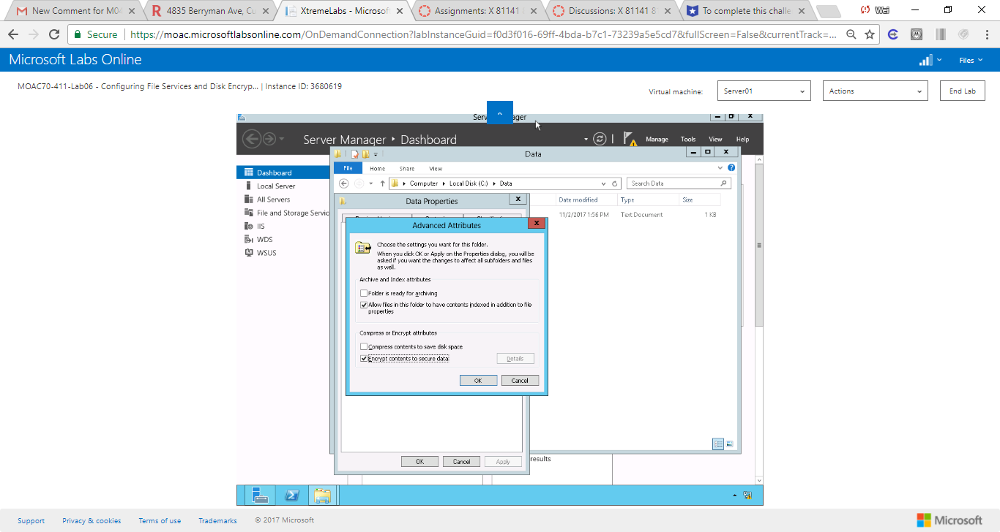 New Comment for M04
4835 Berryman Ave, Cu
XtremeLabs - Microsof
Assignments: X 81141
Discussions: X 81141 8
To complete this challe
Wei
Secure
https://moac.microsoftlabsonline.com/OnDemandConnection?labInstanceGuid=f0d3f016-69ff-4bda-b7c1-73239a5e5cd7&fullScreen=False&currentTrack=...
Microsoft Labs Online
Files
MOAC70-411-Lab06 - Configuring File Services and Disk Encryp... | Instance ID: 3680619
Virtual machine:
Server01
Actions
End Lab
Server Manager • Dashboard
Manage
Tools
View
Help
Data
File
Home
Share
View
Computer
Local Disk (C:)
Data
Search Data
Dashboard
Local Server
All Servers
File and Storage Servic
IIS
WDS
WSUS
Data Properties
Date modified
Type
Size
11/2/2017 1:56 PM
Text Document
1 KB
Advanced Attributes
Choose the settings you want for this folder.
When you click OK or Apply on the Properties dialog, you will be
asked if you want the changes to affect all subfolders and files
as well.
Archive and Index attributes
Folder is ready for archiving
Allow files in this folder to have contents indexed in addition to file
properties
Compress or Encrypt attributes
Compress contents to save disk space
Encrypt contents to secure data
Details
OK
Cancel
OK
Cancel
Apply
results
Support
Privacy & cookies
Terms of use
Trademarks
© 2017 Microsoft
Microsoft